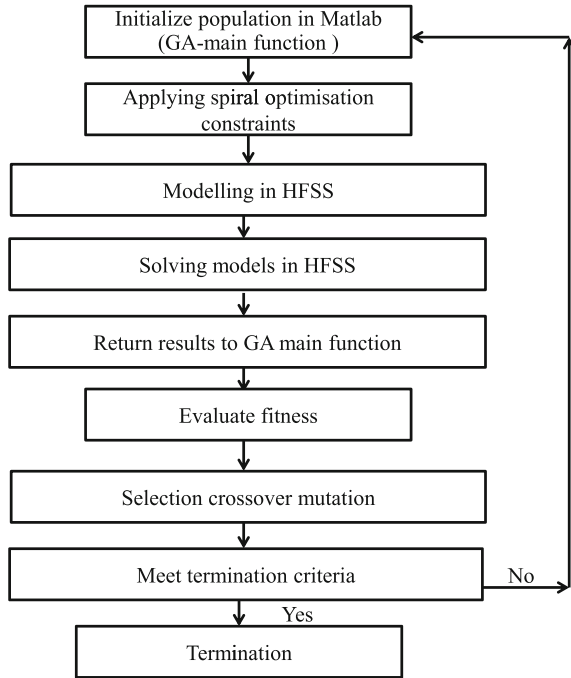 Initialize population in Matlab
(GA-main function )
Applying spiral optimisation
constraints
Modelling in HFSS
Solving models in HFSS
Return results to GA main function
Evaluate fitness
Selection crossover mutation
Meet termination criteria
No
Yes
Termination